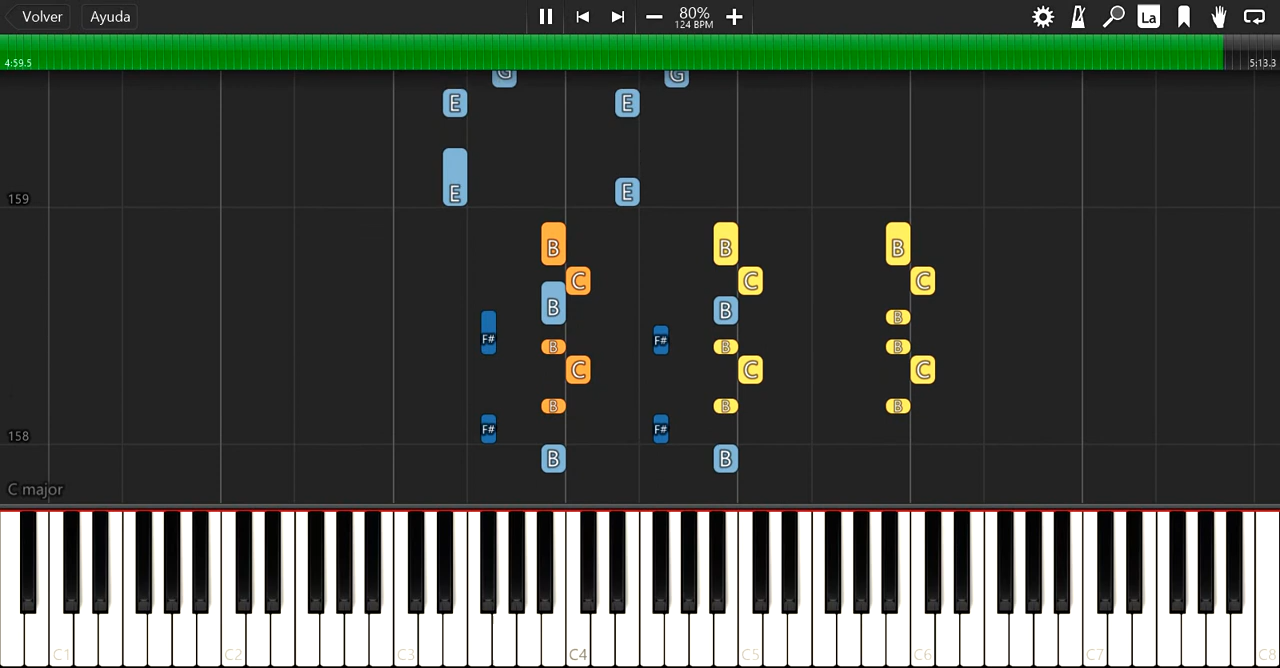 Volver Ayuda 80% La
124 BPM
4:59.5 5:13.3
G G
E E
E E
159
B B B
C C C
B B B
F# F# B B B
C C C
B B B
F# F#
158
B B
C major
C1 C2 C3 C4 C5 C6 C7 C8